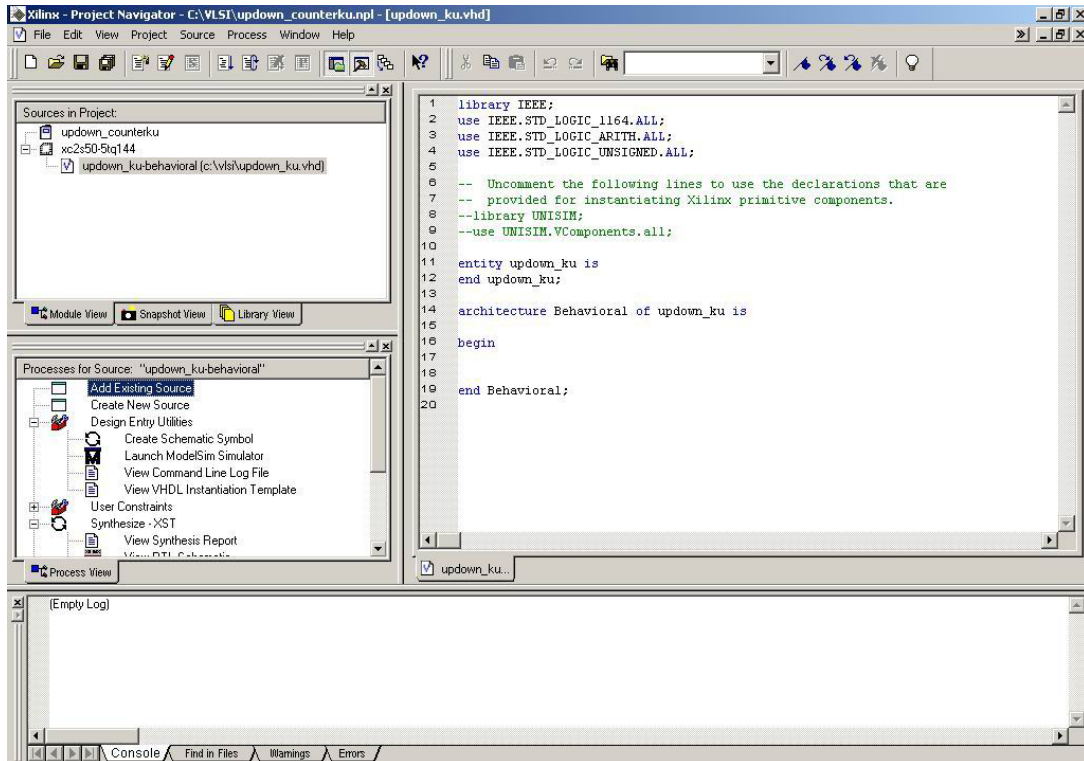 Xilinx - Project Navigator - C:\VLSI\updown_counterku.npl - [updown_ku.vhd]
File Edit View Project Source Process Window Help
Sources in Project:
updown_counterku
xc2s50-5tq144
updown_ku-behavioral (c:\vlsi\updown_ku.vhd)
Module View Snapshot View Library View
Processes for Source: "updown_ku-behavioral"
Add Existing Source
Create New Source
Design Entry Utilities
Create Schematic Symbol
Launch ModelSim Simulator
View Command Line Log File
View VHDL Instantiation Template
User Constraints
Synthesize - XST
View Synthesis Report
View RTL Schematic
Process View
1 library IEEE;
2 use IEEE.STD_LOGIC_1164.ALL;
3 use IEEE.STD_LOGIC_ARITH.ALL;
4 use IEEE.STD_LOGIC_UNSIGNED.ALL;
5
6 -- Uncomment the following lines to use the declarations that are
7 -- provided for instantiating Xilinx primitive components.
8 --library UNISIM;
9 --use UNISIM.VComponents.all;
10
11 entity updown_ku is
12 end updown_ku;
13
14 architecture Behavioral of updown_ku is
15
16 begin
17
18
19 end Behavioral;
20
updown_ku...
(Empty Log)
Console Find in Files Warnings Errors